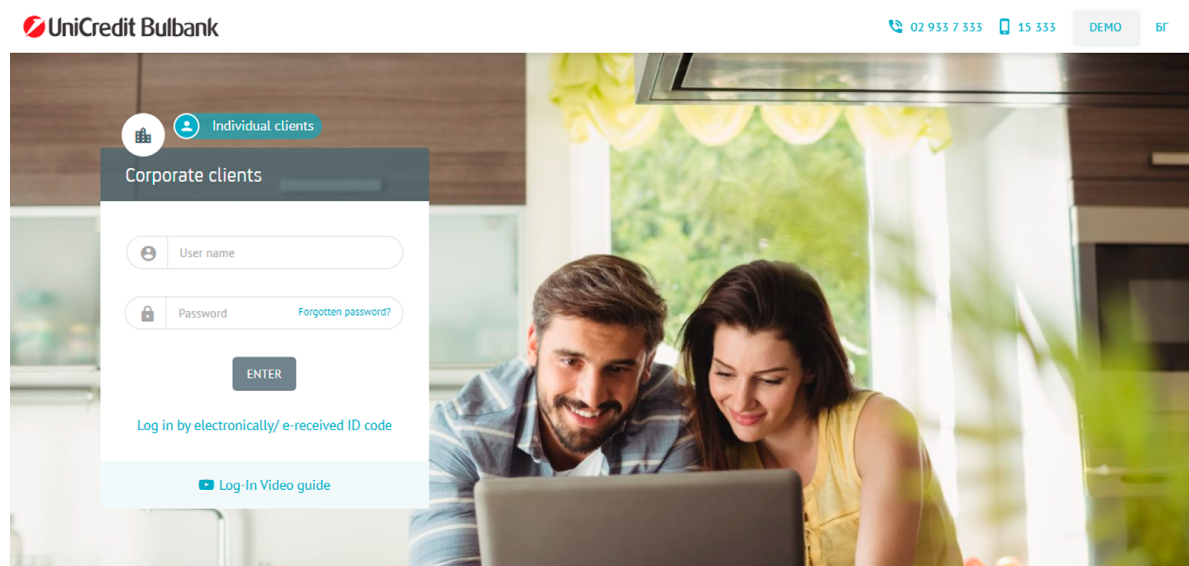 UniCredit Bulbank
02 933 7 333
15 333
DEMO
БГ
Individual clients
Corporate clients
User name
Password
Forgotten password?
ENTER
Log in by electronically/ e-received ID code
Log-In Video guide